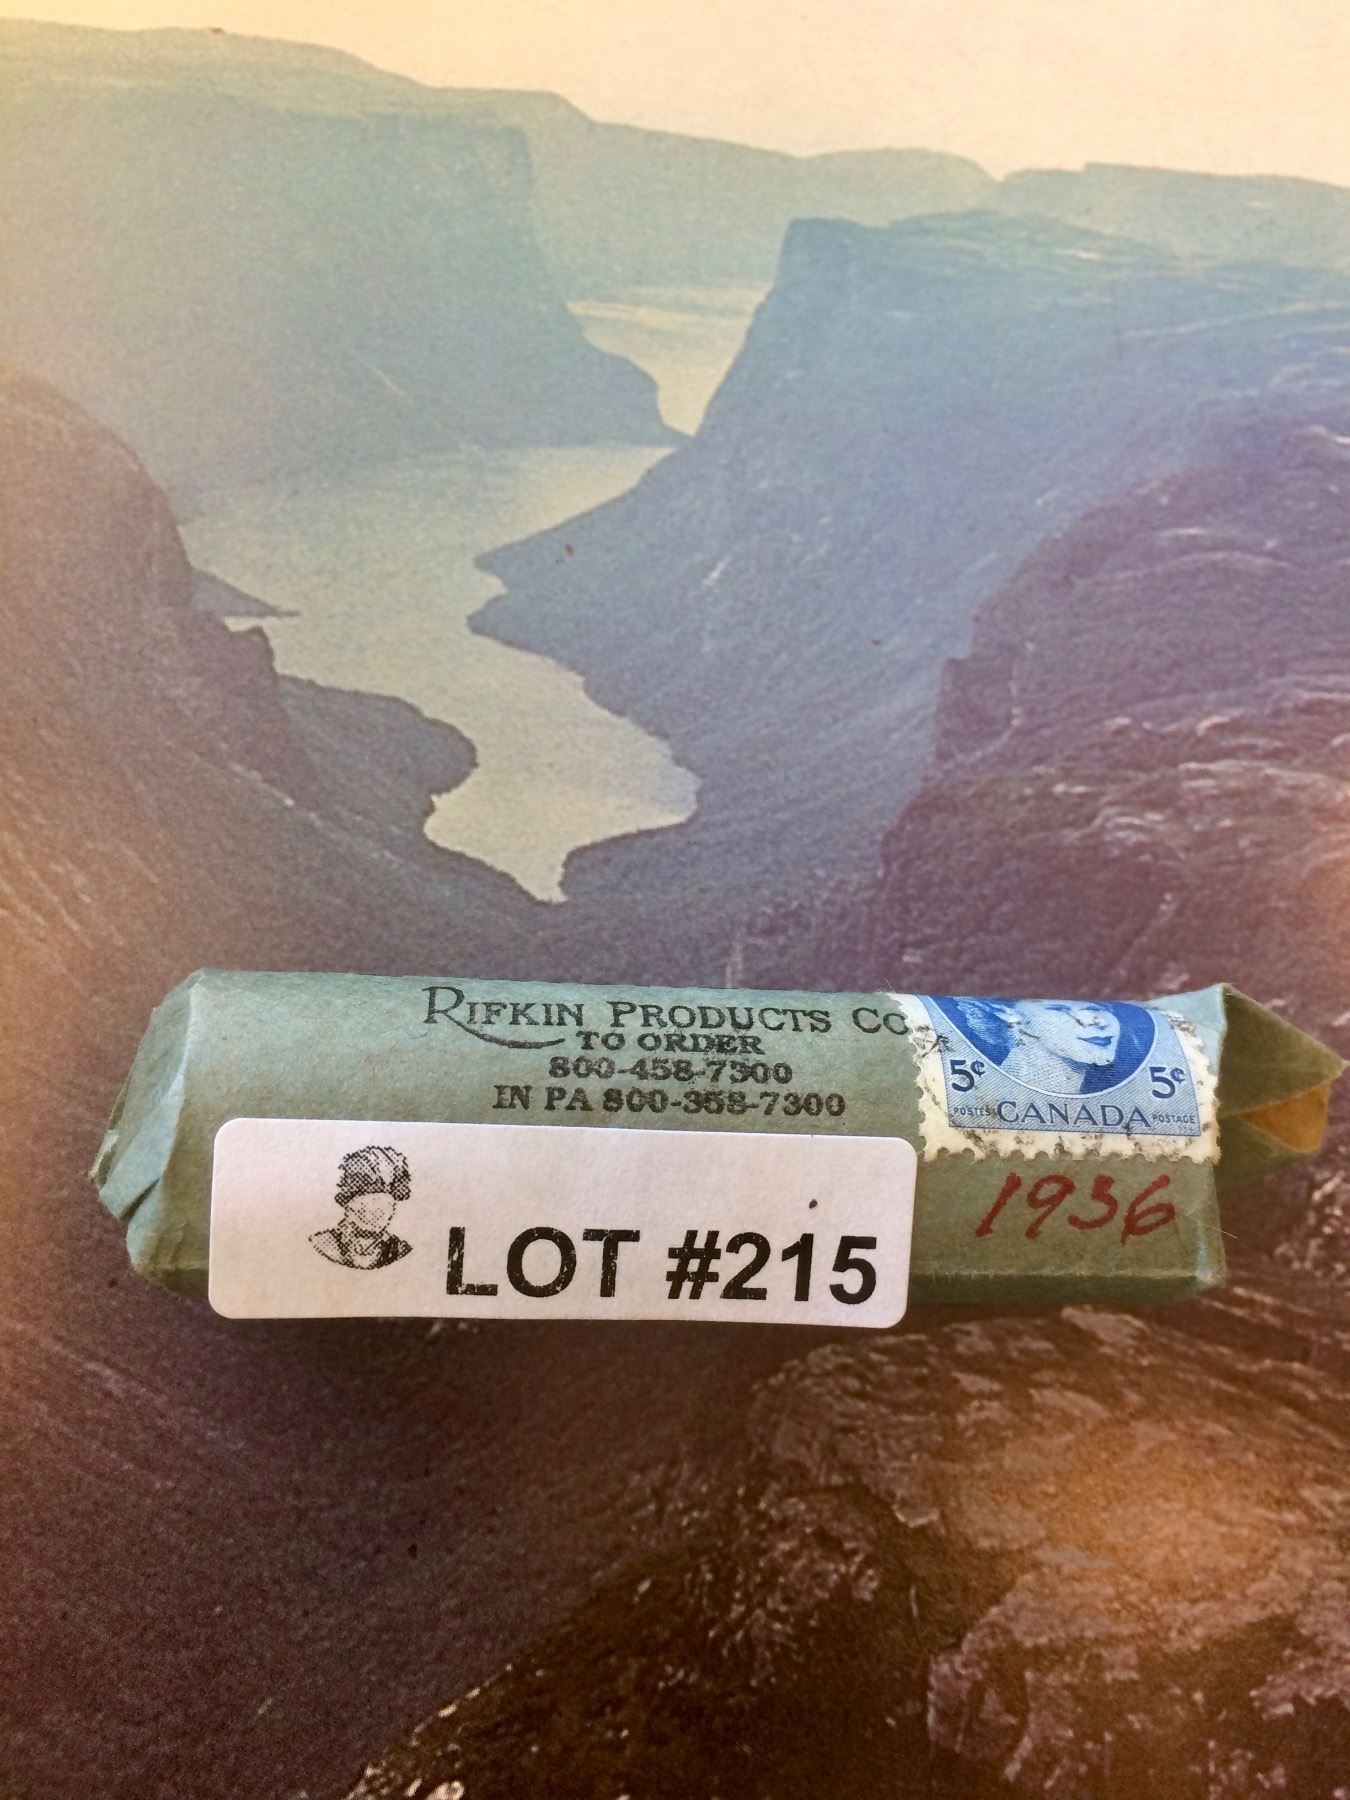 RIFKIN PRODUCTS CO
TO ORDER
800-458-7300
IN PA 800-358-7300
5¢ 5¢
POSTES CANADA POSTAGE
1936
LOT #215